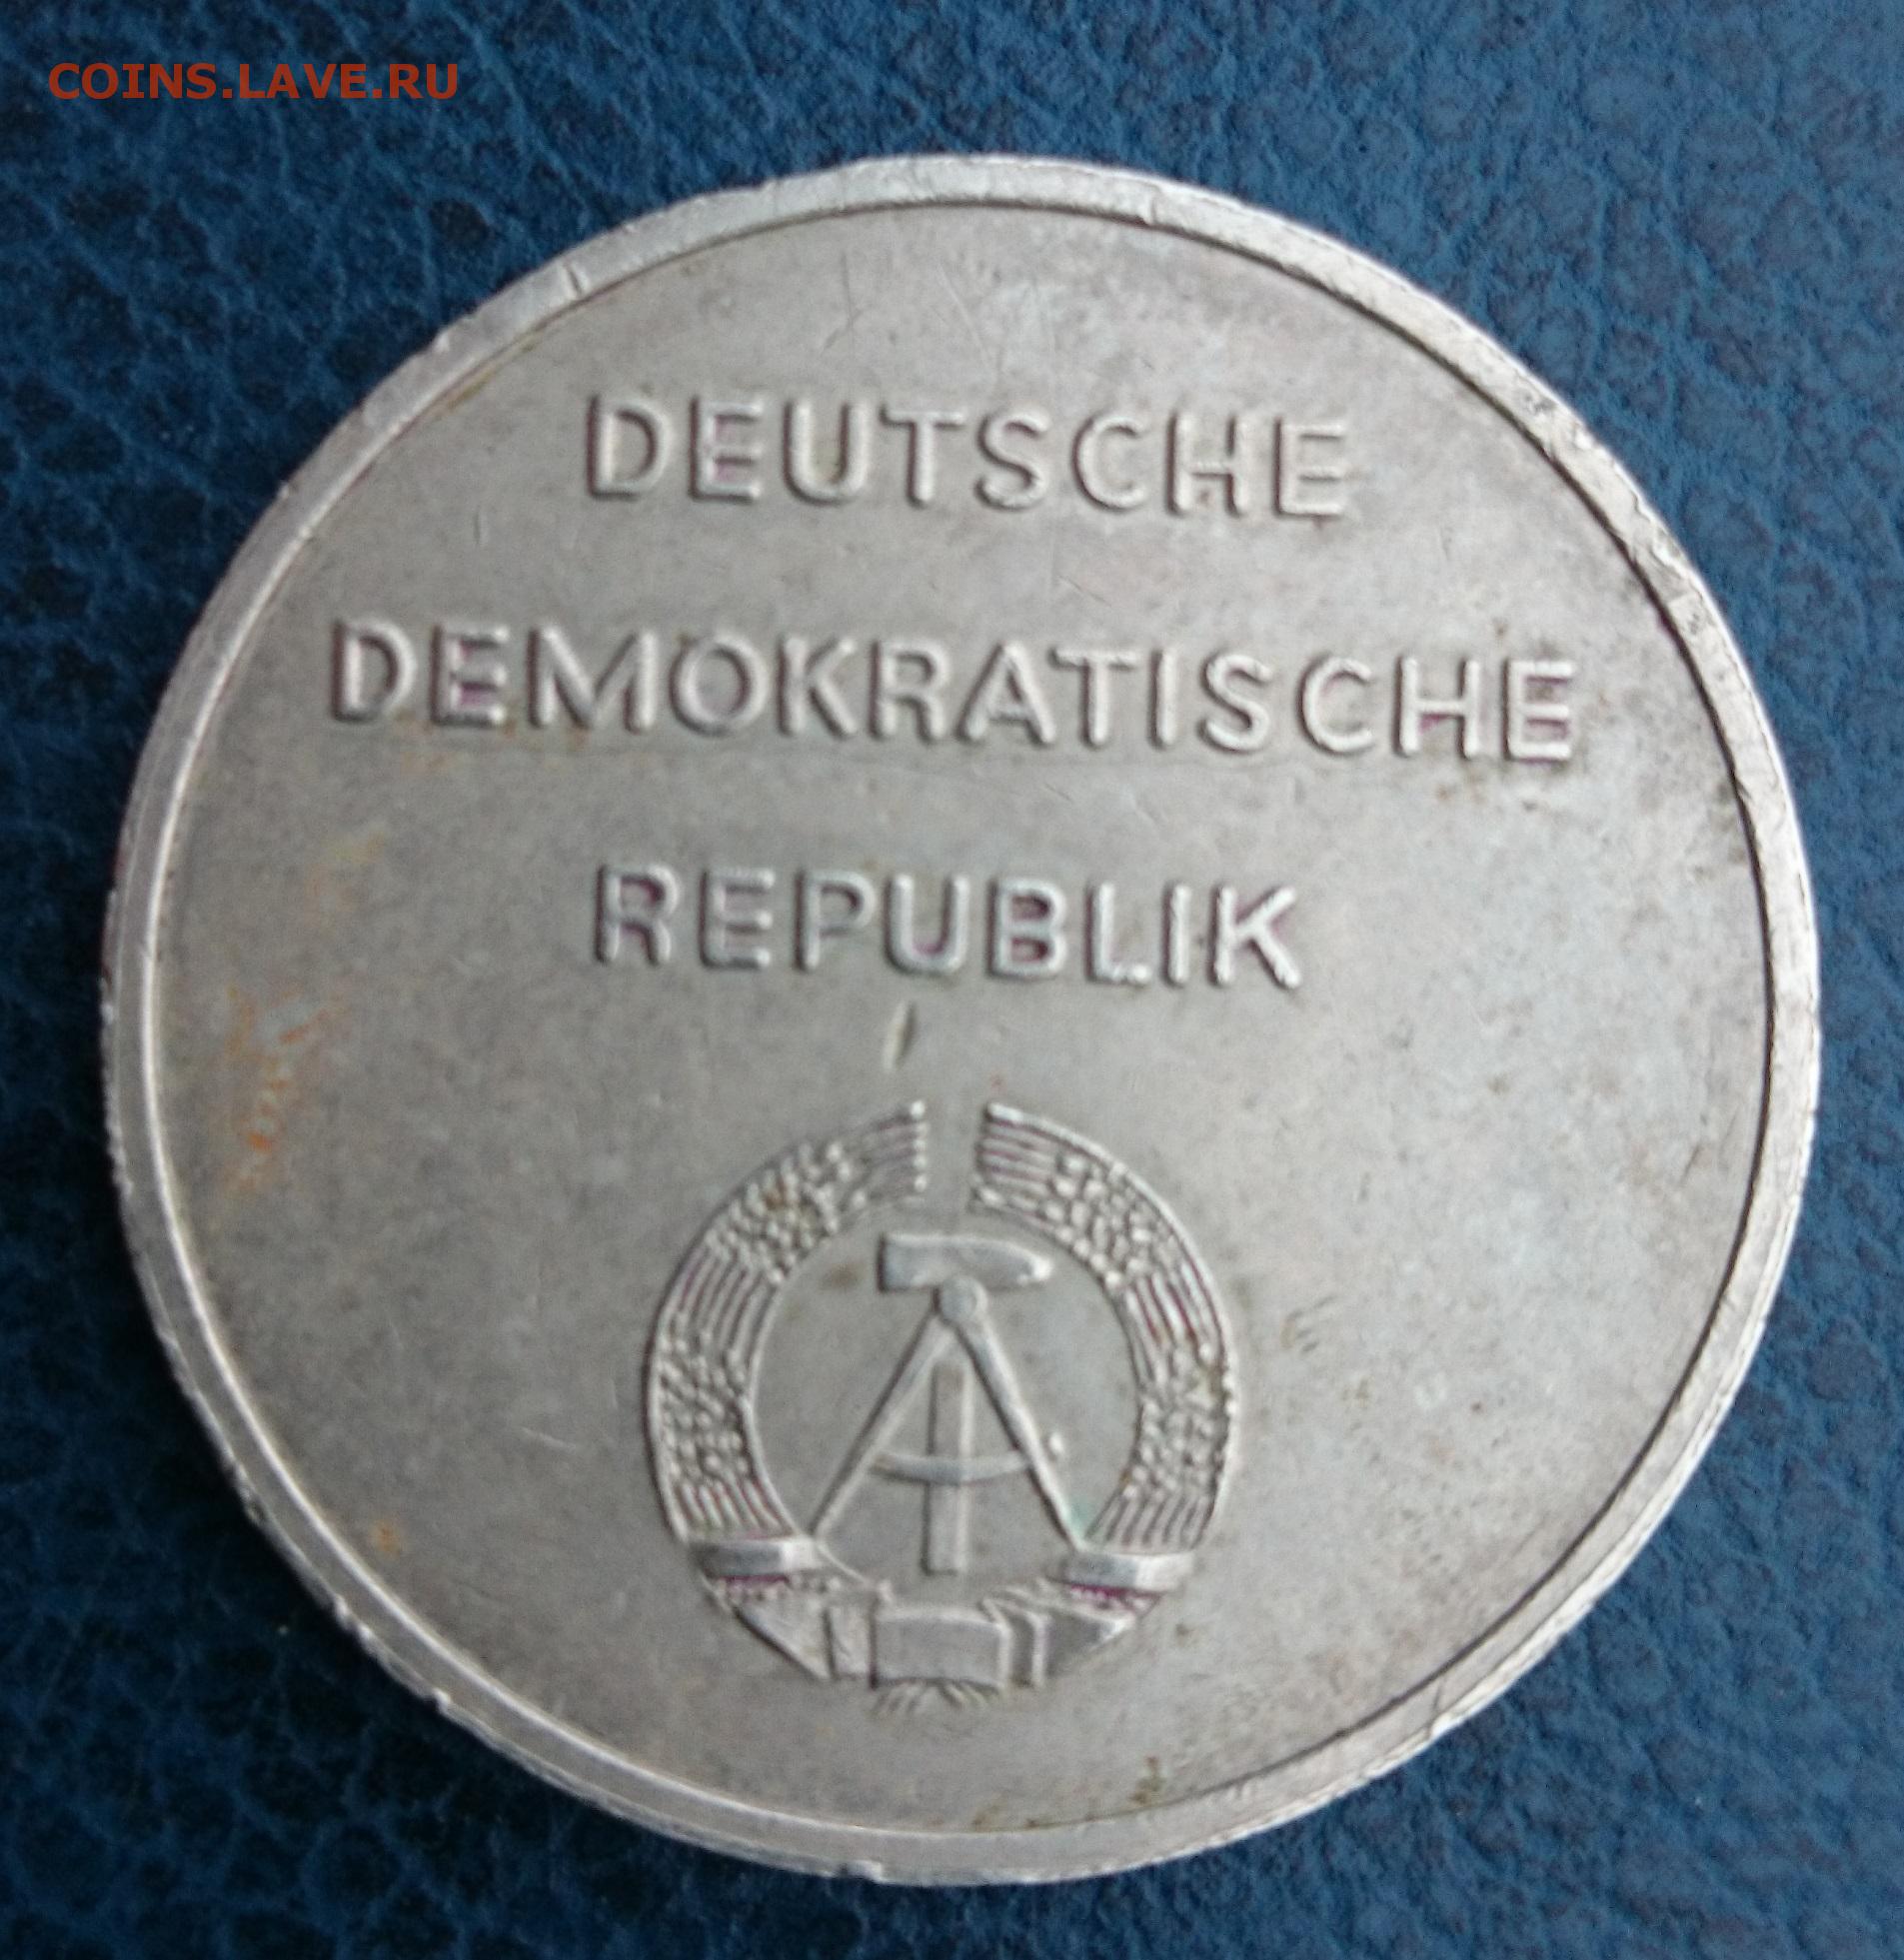 COINS.LAVE.RU
DEUTSCHE
DEMOKRATISCHE
REPUBLIK